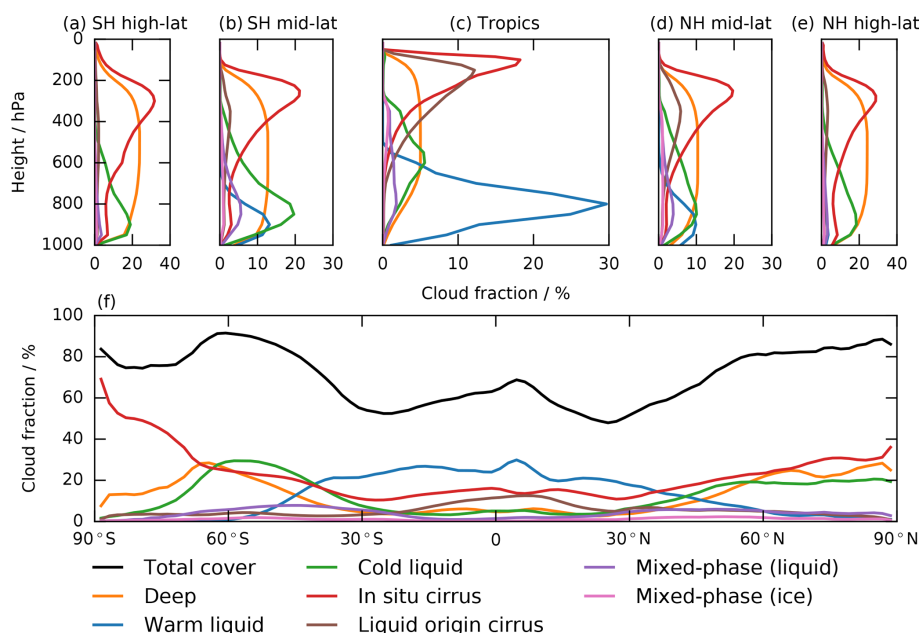 (a) SH high-lat (b) SH mid-lat (c) Tropics (d) NH mid-lat (e) NH high-lat
0
200
400
600
800
1000
Height / hPa
0 20 40 0 10 20 30 0 10 20 30 0 10 20 30 0 20 40
Cloud fraction / %
(f)
100
80
60
40
20
0
Cloud fraction / %
90°S 60°S 30°S 0 30°N 60°N 90°N
Total cover Cold liquid Mixed-phase (liquid)
Deep In situ cirrus Mixed-phase (ice)
Warm liquid Liquid origin cirrus